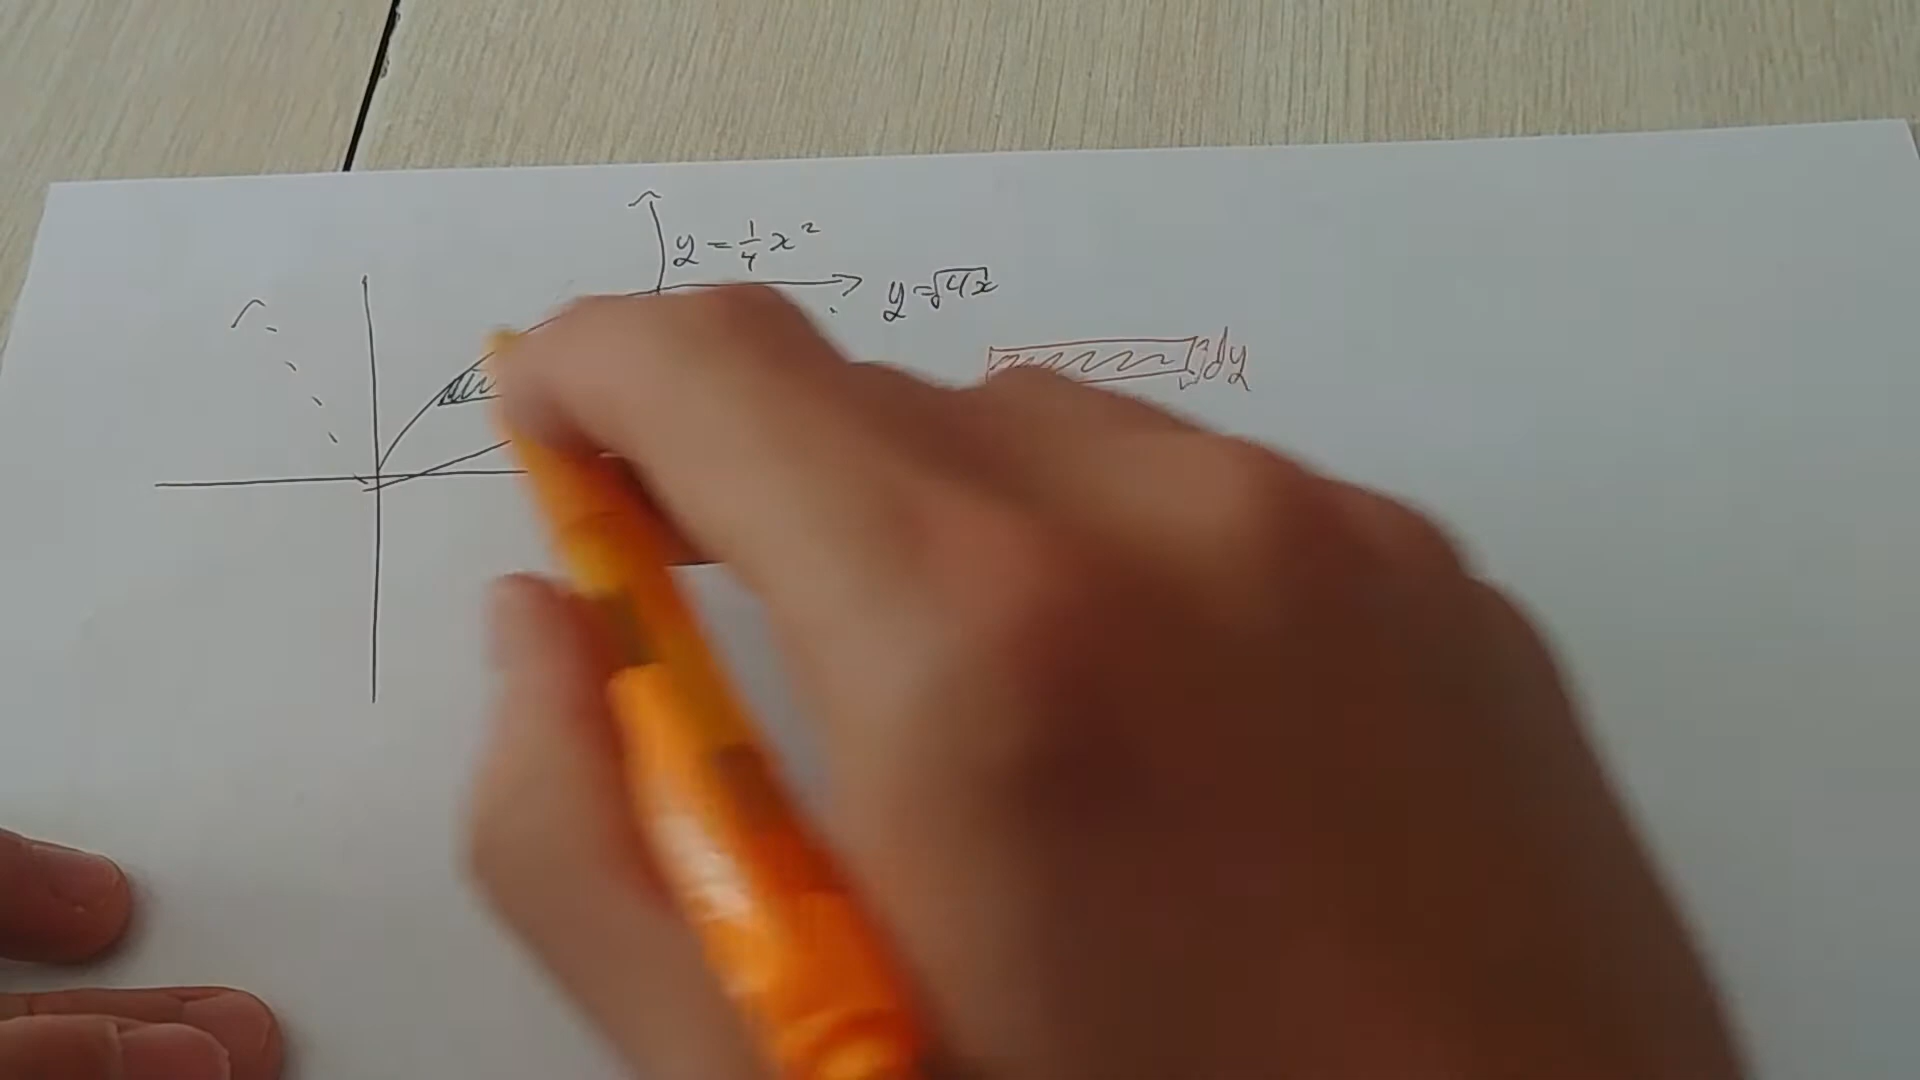 y = 1/4 x²
y = √4x
dy